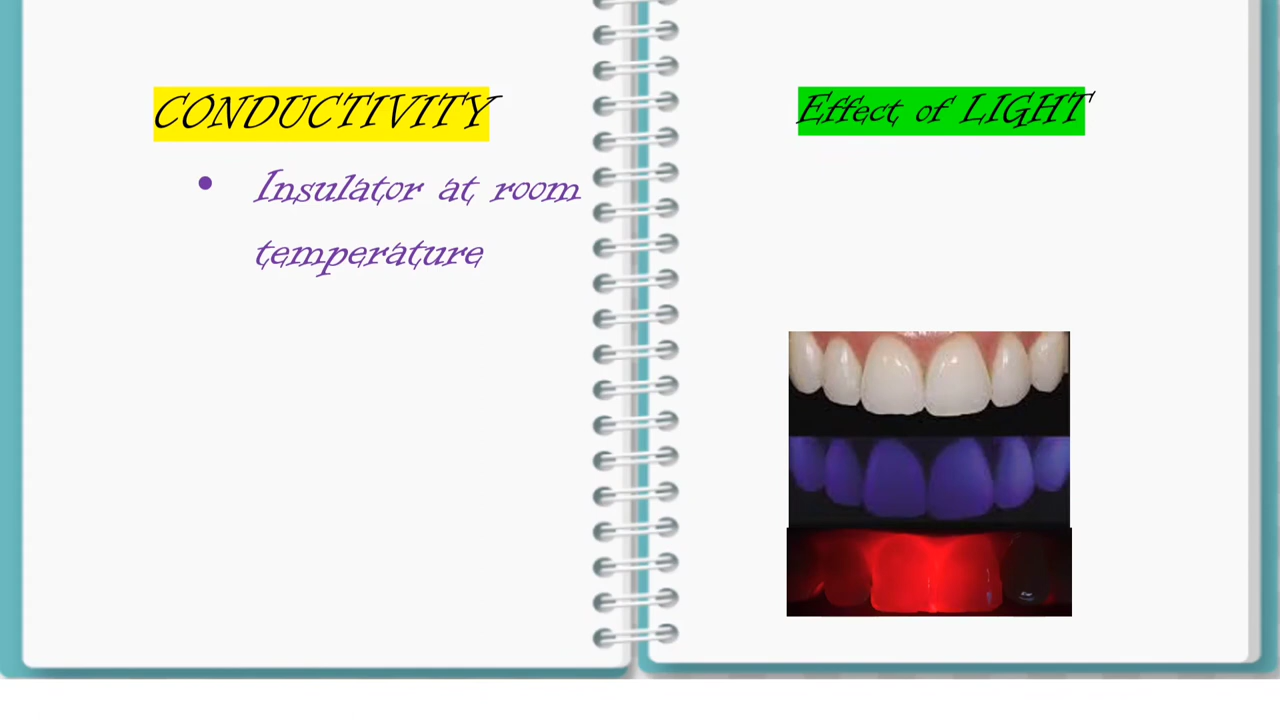 CONDUCTIVITY
• Insulator at room
temperature
Effect of LIGHT